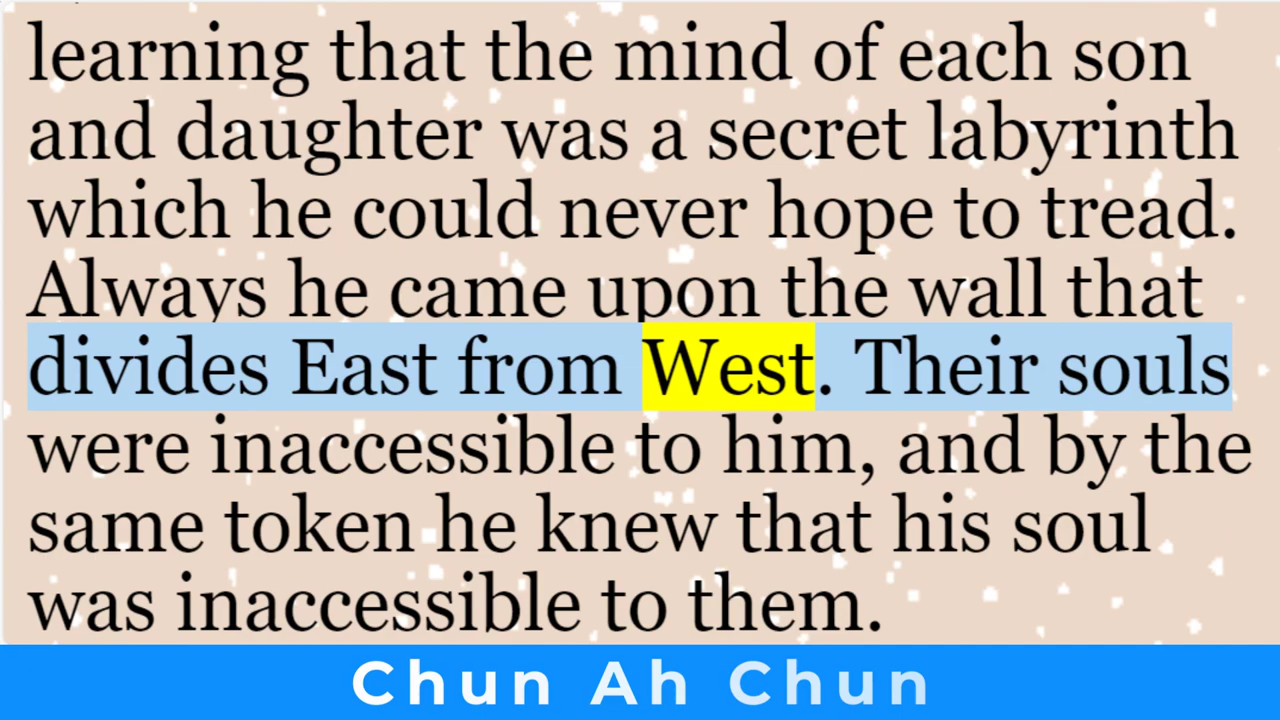 learning that the mind of each son
and daughter was a secret labyrinth
which he could never hope to tread.
Always he came upon the wall that
divides East from West. Their souls
were inaccessible to him, and by the
same token he knew that his soul
was inaccessible to them.
Chun Ah Chun